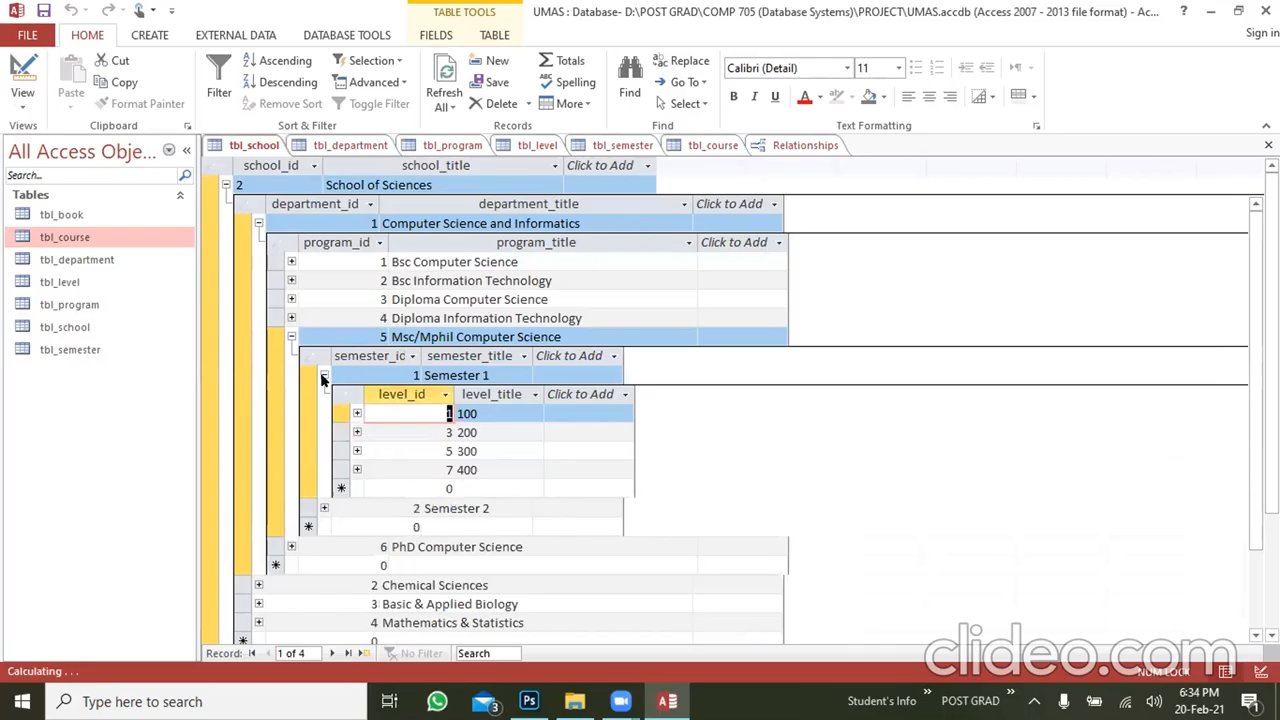 TABLE TOOLS
UMAS : Database- D:\POST GRAD\COMP 705 (Database Systems)\PROJECT\UMAS.accdb (Access 2007 - 2013 file format) - Ac...
FILE HOME CREATE EXTERNAL DATA DATABASE TOOLS FIELDS TABLE Sign in
View
Views
Paste
Cut
Copy
Format Painter
Clipboard
Filter
Ascending
Descending
Remove Sort
Selection
Advanced
Toggle Filter
Sort & Filter
Refresh
All
New
Save
Delete
Totals
Spelling
More
Records
Find
Replace
Go To
Select
Find
Calibri (Detail) 11
B I U A
Text Formatting
All Access Obje...
Search...
Tables
tbl_book
tbl_course
tbl_department
tbl_level
tbl_program
tbl_school
tbl_semester
tbl_school tbl_department tbl_program tbl_level tbl_semester tbl_course Relationships
school_id school_title Click to Add
2 School of Sciences
department_id department_title Click to Add
1 Computer Science and Informatics
program_id program_title Click to Add
1 Bsc Computer Science
2 Bsc Information Technology
3 Diploma Computer Science
4 Diploma Information Technology
5 Msc/Mphil Computer Science
semester_id semester_title Click to Add
1 Semester 1
level_id level_title Click to Add
1 100
3 200
5 300
7 400
0
2 Semester 2
0
6 PhD Computer Science
0
2 Chemical Sciences
3 Basic & Applied Biology
4 Mathematics & Statistics
0
Record: 1 of 4 No Filter Search
clideo.com
Calculating . . . NUM LOCK
Type here to search
3
Ps
Student's Info » POST GRAD »
6:34 PM
20-Feb-21
1